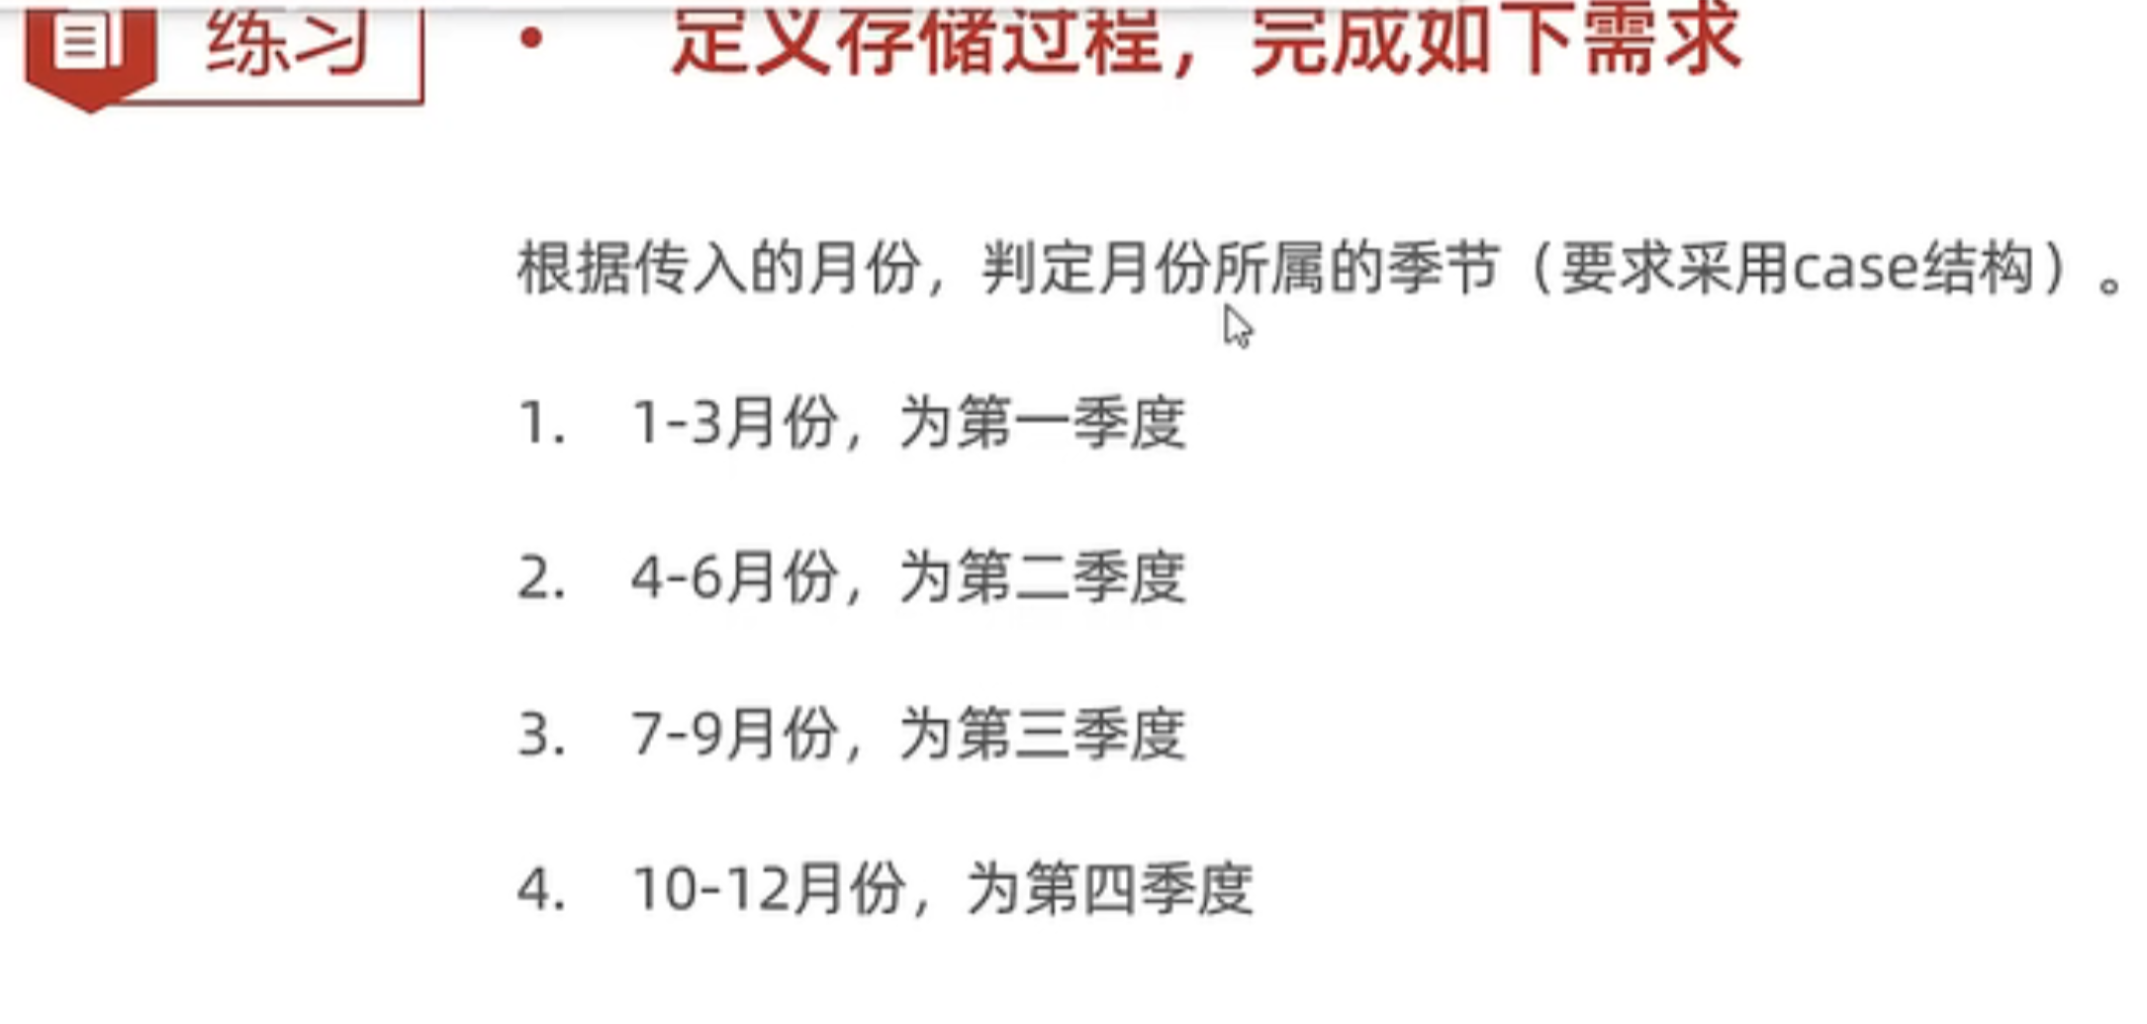 练习 • 定义存储过程，完成如下需求
根据传入的月份，判定月份所属的季节（要求采用case结构）。
1. 1-3月份，为第一季度
2. 4-6月份，为第二季度
3. 7-9月份，为第三季度
4. 10-12月份，为第四季度